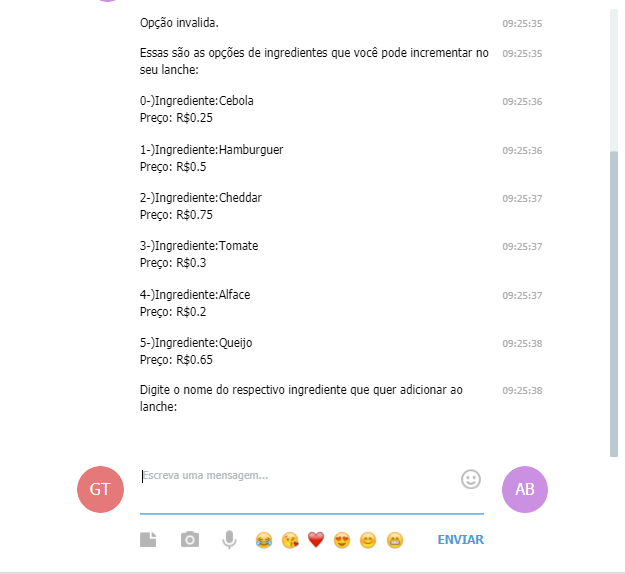 Opção invalida. 09:25:35
Essas são as opções de ingredientes que você pode incrementar no 09:25:35
seu lanche:
0-)Ingrediente:Cebola 09:25:36
Preço: R$0.25
1-)Ingrediente:Hamburguer 09:25:36
Preço: R$0.5
2-)Ingrediente:Cheddar 09:25:37
Preço: R$0.75
3-)Ingrediente:Tomate 09:25:37
Preço: R$0.3
4-)Ingrediente:Alface 09:25:37
Preço: R$0.2
5-)Ingrediente:Queijo 09:25:38
Preço: R$0.65
Digite o nome do respectivo ingrediente que quer adicionar ao 09:25:38
lanche:
GT Escreva uma mensagem... AB
ENVIAR